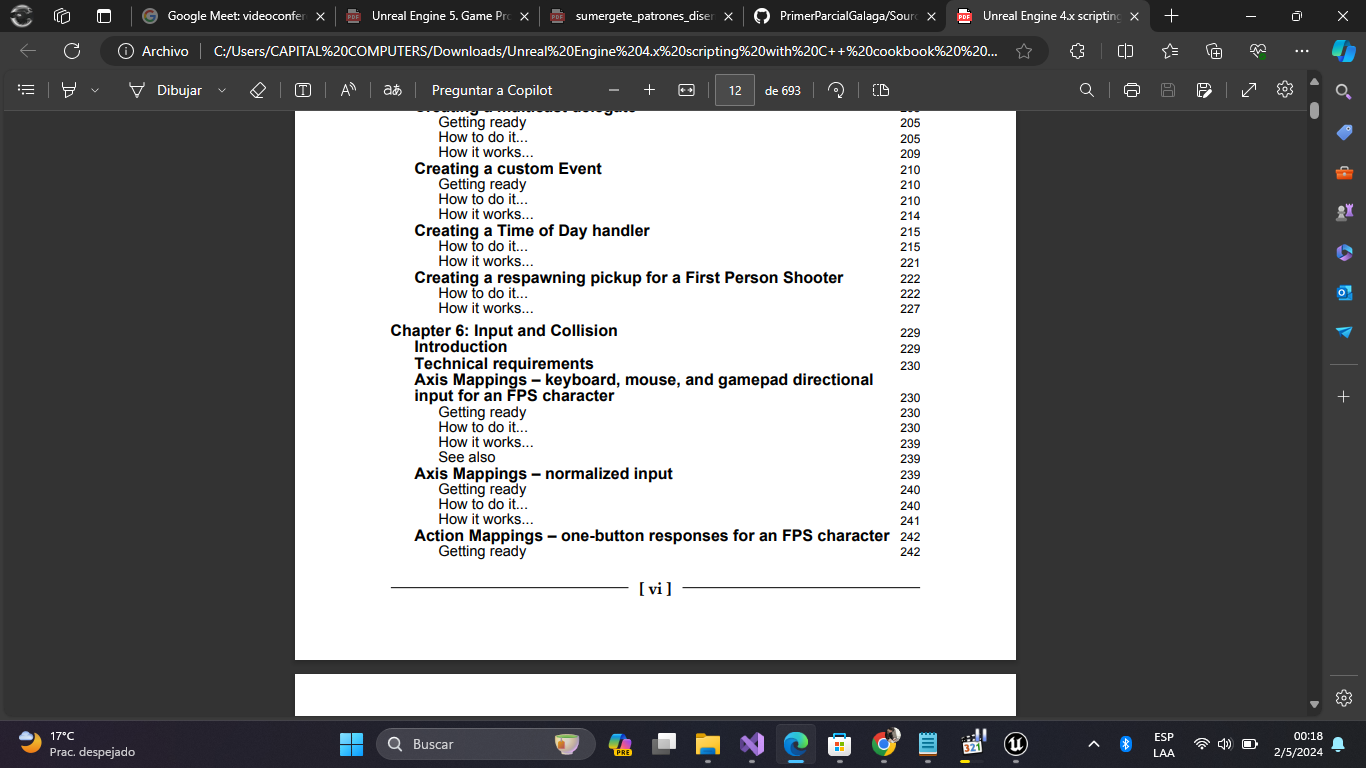 Google Meet: videoconfer
Unreal Engine 5. Game Pro
sumergete_patrones_diser
PrimerParcialGalaga/Sourc
Unreal Engine 4.x scripting
Archivo
C:/Users/CAPITAL%20COMPUTERS/Downloads/Unreal%20Engine%204.x%20scripting%20with%20C++%20cookbook%20%20...
Dibujar
Preguntar a Copilot
12
de 693
Getting ready 205
How to do it... 205
How it works... 209
Creating a custom Event 210
Getting ready 210
How to do it... 210
How it works... 214
Creating a Time of Day handler 215
How to do it... 215
How it works... 221
Creating a respawning pickup for a First Person Shooter 222
How to do it... 222
How it works... 227
Chapter 6: Input and Collision 229
Introduction 229
Technical requirements 230
Axis Mappings – keyboard, mouse, and gamepad directional
input for an FPS character 230
Getting ready 230
How to do it... 230
How it works... 239
See also 239
Axis Mappings – normalized input 239
Getting ready 240
How to do it... 240
How it works... 241
Action Mappings – one-button responses for an FPS character 242
Getting ready 242
[ vi ]
17°C
Prac. despejado
Buscar
PRE
321
ESP
LAA
00:18
2/5/2024